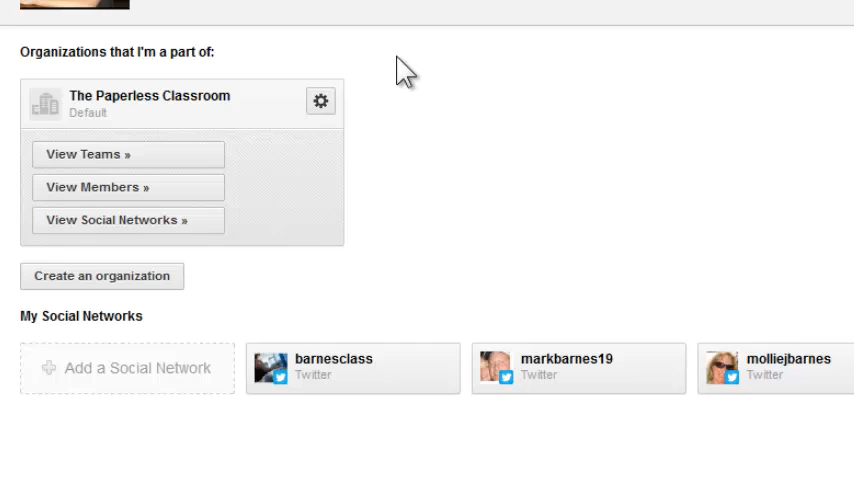 Organizations that I'm a part of:
The Paperless Classroom
Default
View Teams »
View Members »
View Social Networks »
Create an organization
My Social Networks
Add a Social Network
barnesclass
Twitter
markbarnes19
Twitter
molliejbarnes
Twitter